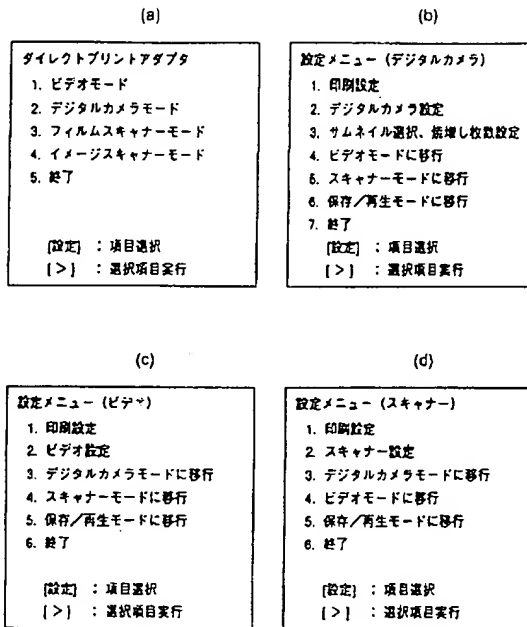 (a)
ダイレクトプリントアダプタ
1. ビデオモード
2. デジタルカメラモード
3. フィルムスキャナーモード
4. イメージスキャナーモード
5. 終了
[設定] : 項目選択
[>] : 選択項目実行
(b)
設定メニュー (デジタルカメラ)
1. 印刷設定
2. デジタルカメラ設定
3. サムネイル選択、焼増し枚数設定
4. ビデオモードに移行
5. スキャナーモードに移行
6. 保存/再生モードに移行
7. 終了
[設定] : 項目選択
[>] : 選択項目実行
(c)
設定メニュー (ビデオ)
1. 印刷設定
2. ビデオ設定
3. デジタルカメラモードに移行
4. スキャナーモードに移行
5. 保存/再生モードに移行
6. 終了
[設定] : 項目選択
[>] : 選択項目実行
(d)
設定メニュー (スキャナー)
1. 印刷設定
2. スキャナー設定
3. デジタルカメラモードに移行
4. ビデオモードに移行
5. 保存/再生モードに移行
6. 終了
[設定] : 項目選択
[>] : 選択項目実行